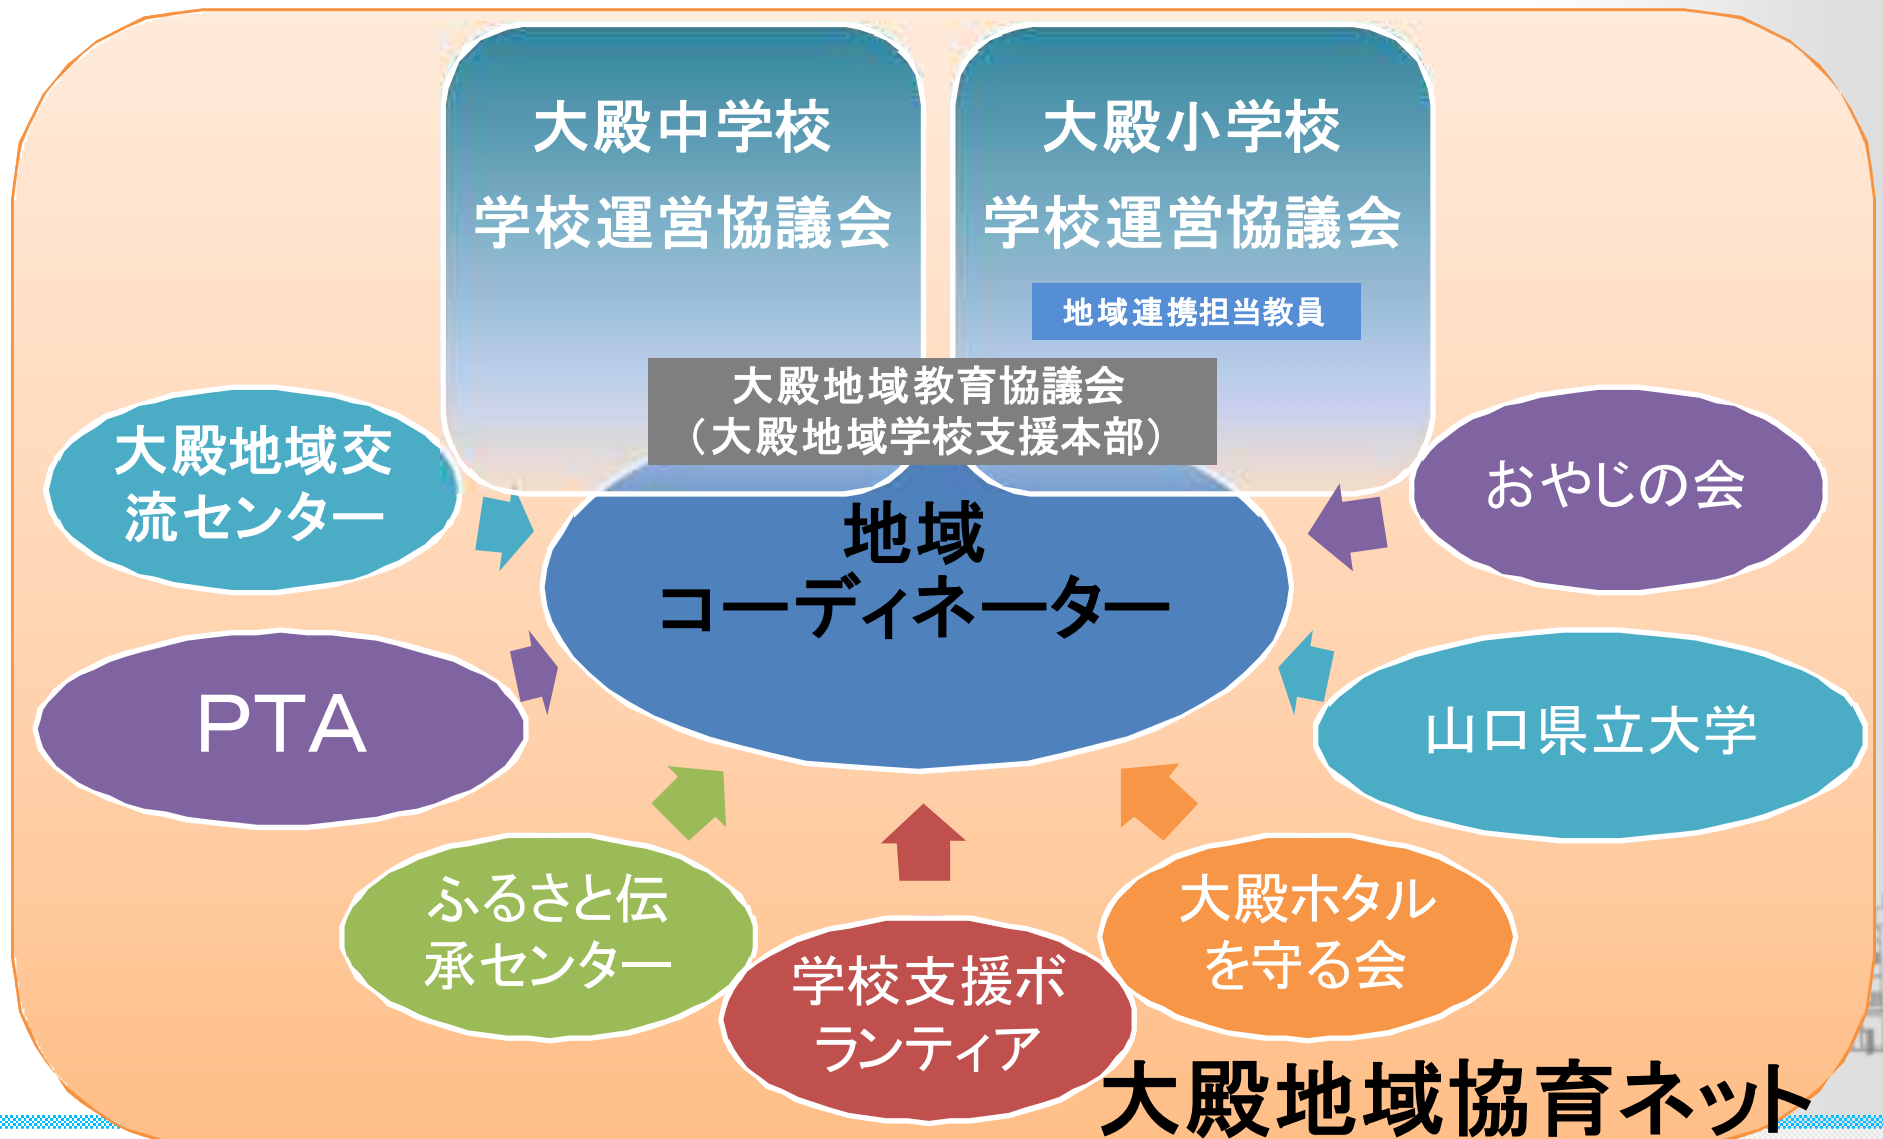 大殿中学校
学校運営協議会
大殿小学校
学校運営協議会
地域連携担当教員
大殿地域教育協議会
（大殿地域学校支援本部）
大殿地域交
流センター
おやじの会
地域
コーディネーター
PTA
山口県立大学
ふるさと伝
承センター
学校支援ボ
ランティア
大殿ホタル
を守る会
大殿地域協育ネット